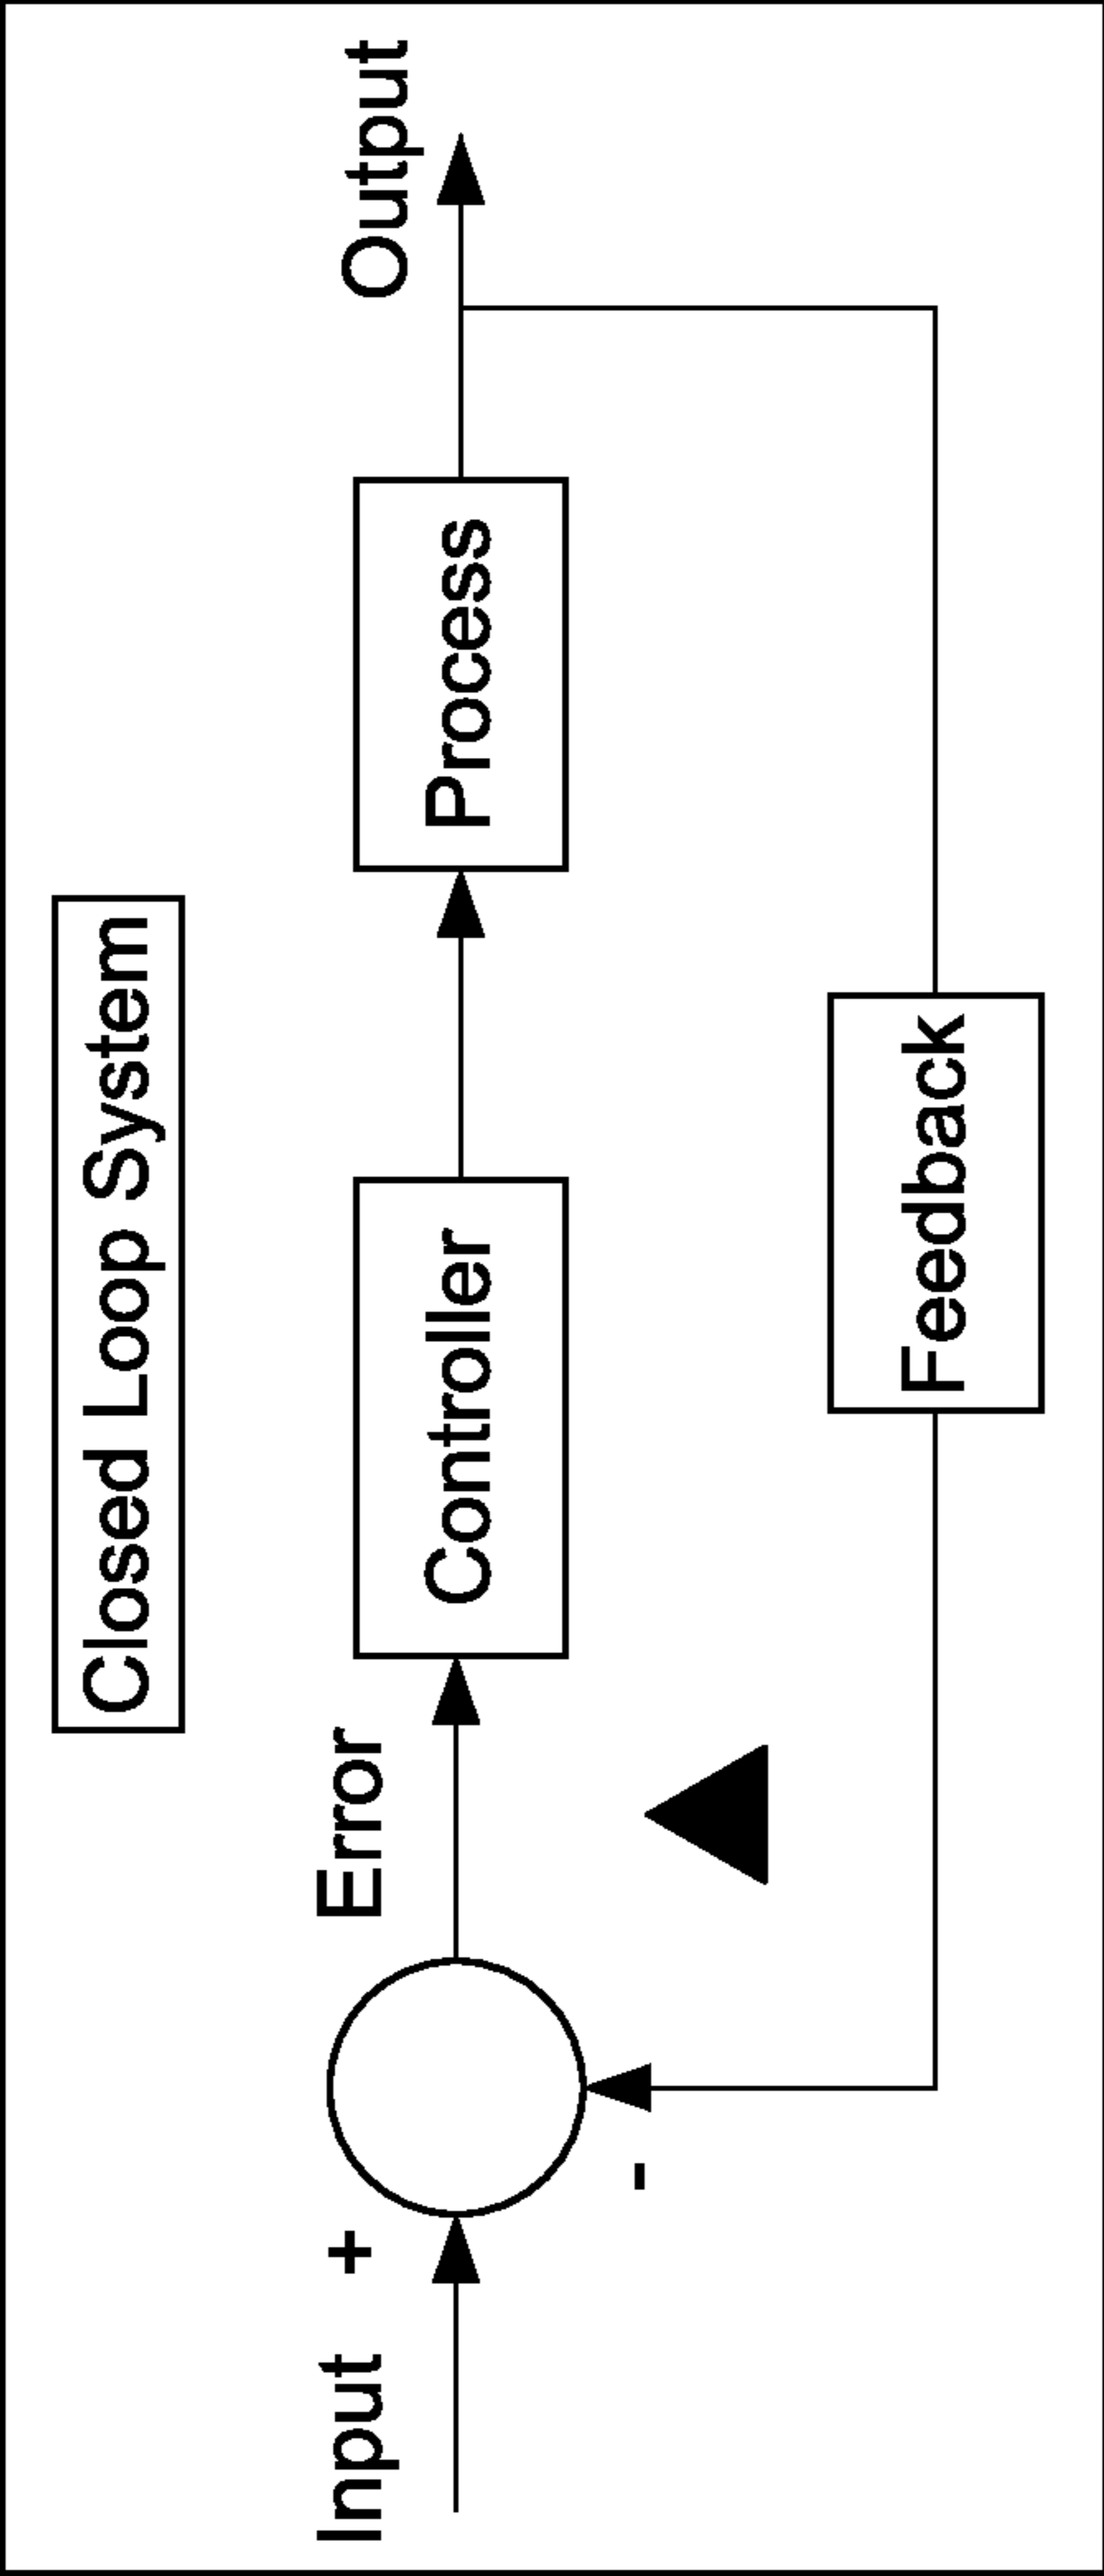 Closed Loop System
Input
+
Error
Controller
Process
Output
-
Feedback